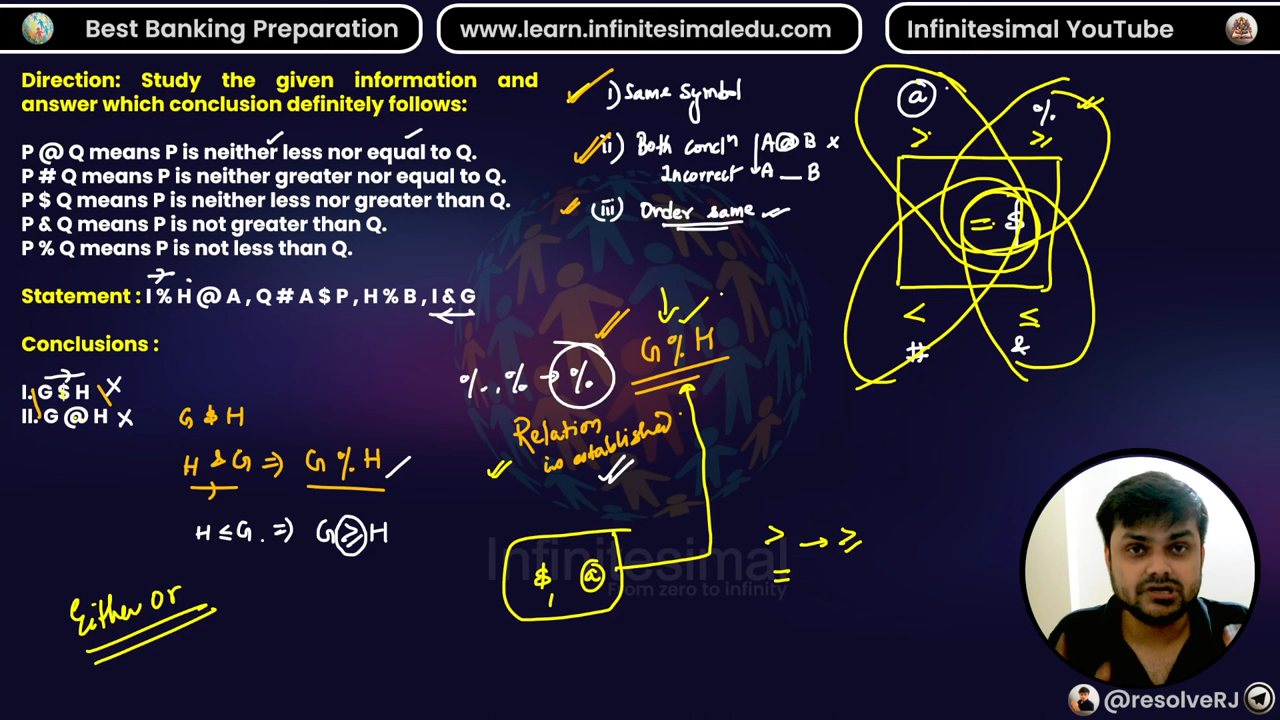 Best Banking Preparation
www.learn.infinitesimaledu.com
Infinitesimal YouTube
Direction: Study the given information and
answer which conclusion definitely follows:
P @ Q means P is neither less nor equal to Q.
P # Q means P is neither greater nor equal to Q.
P $ Q means P is neither less nor greater than Q.
P & Q means P is not greater than Q.
P % Q means P is not less than Q.
Statement : I % H @ A , Q # A $ P , H % B , I & G
Conclusions :
I. G $ H x
II. G @ H x
i) Same symbol
ii) Both concln A @ B x
Incorrect A __ B
(iii) Order same
@ %
> ≥
= $
< ≤
# &
G % H
%, % → %
Relation
is established
G $ H
H & G ⇒ G % H
H ≤ G. ⇒ G ≥ H
$, @
> → ≥
=
Either or
Infinitesimal
From zero to infinity
@resolveRJ